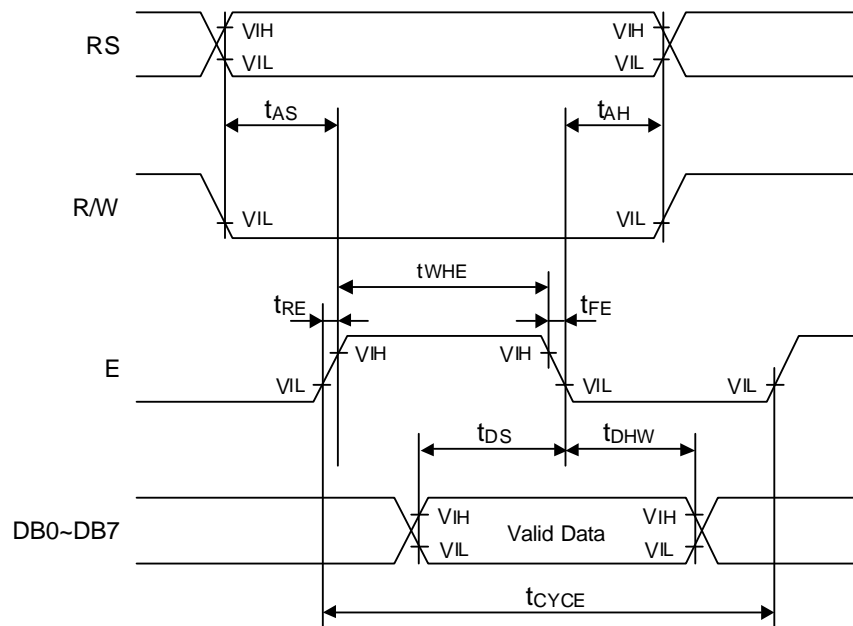 RS
VIH
VIH
VIL
VIL
tAS
tAH
R/W
VIL
VIL
tWHE
tRE
tFE
E
VIH
VIH
VIL
VIL
VIL
tDS
tDHW
DB0~DB7
VIH
Valid Data
VIH
VIL
VIL
tCYCE